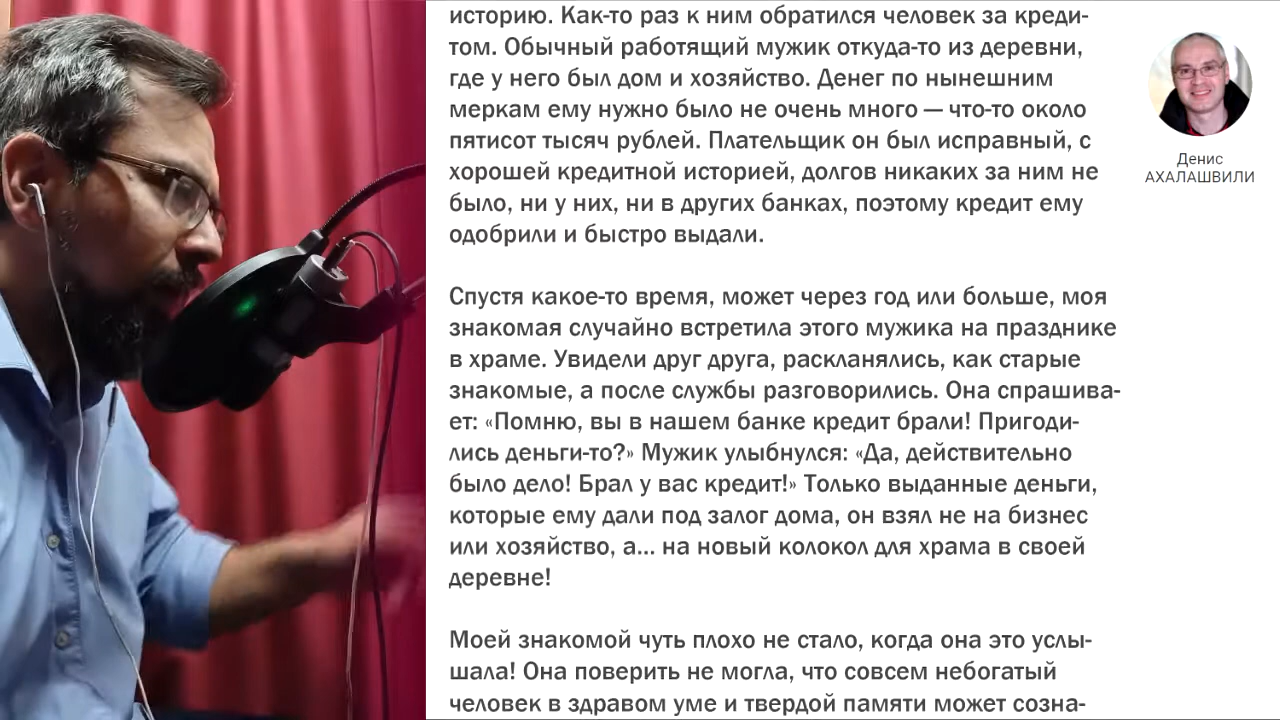 историю. Как-то раз к ним обратился человек за креди-
том. Обычный работящий мужик откуда-то из деревни,
где у него был дом и хозяйство. Денег по нынешним
меркам ему нужно было не очень много — что-то около
пятисот тысяч рублей. Плательщик он был исправный, с
хорошей кредитной историей, долгов никаких за ним не
было, ни у них, ни в других банках, поэтому кредит ему
одобрили и быстро выдали.
Спустя какое-то время, может через год или больше, моя
знакомая случайно встретила этого мужика на празднике
в храме. Увидели друг друга, раскланялись, как старые
знакомые, а после службы разговорились. Она спрашива-
ет: «Помню, вы в нашем банке кредит брали! Пригоди-
лись деньги-то?» Мужик улыбнулся: «Да, действительно
было дело! Брал у вас кредит!» Только выданные деньги,
которые ему дали под залог дома, он взял не на бизнес
или хозяйство, а... на новый колокол для храма в своей
деревне!
Моей знакомой чуть плохо не стало, когда она это услы-
шала! Она поверить не могла, что совсем небогатый
человек в здравом уме и твердой памяти может созна-
Денис
АХАЛАШВИЛИ